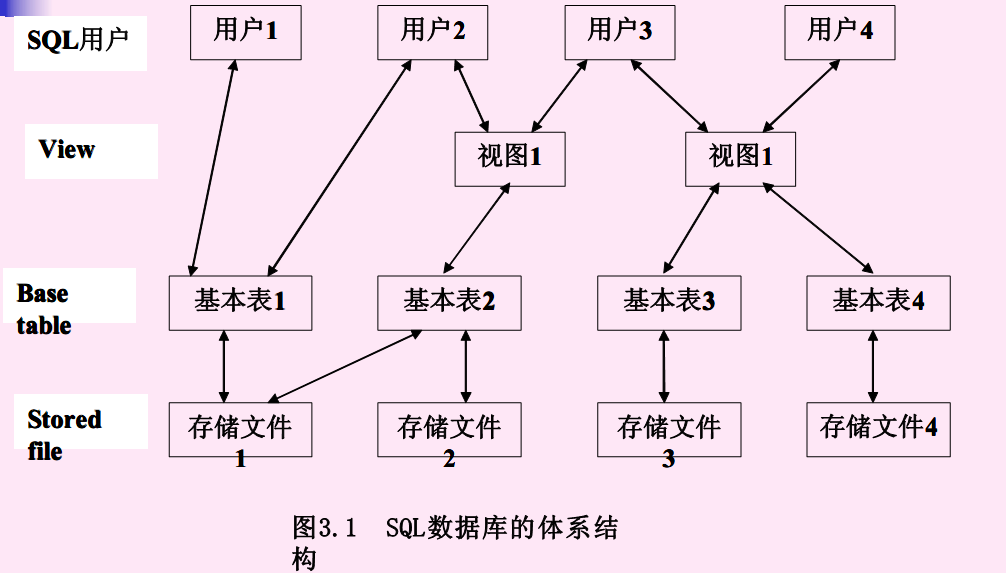 SQL用户
用户1
用户2
用户3
用户4
View
视图1
视图1
Base
table
基本表1
基本表2
基本表3
基本表4
Stored
file
存储文件
1
存储文件
2
存储文件
3
存储文件4
图3.1 SQL数据库的体系结
构